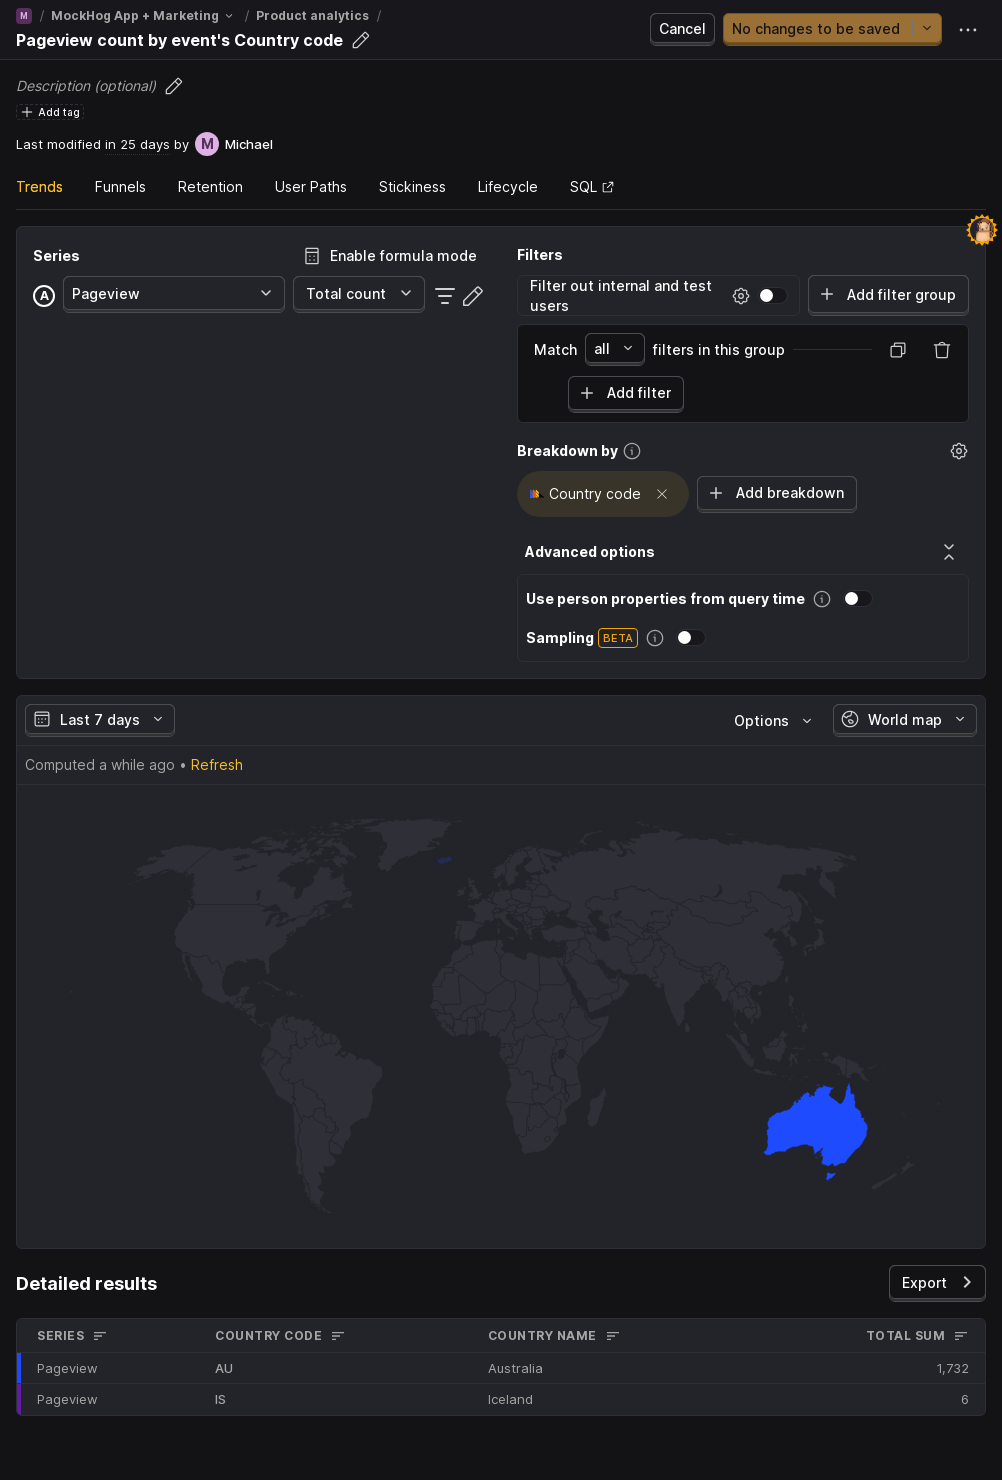 M / MockHog App + Marketing / Product analytics /
Pageview count by event's Country code
Cancel
No changes to be saved
Description (optional)
Add tag
Last modified in 25 days by M Michael
Trends Funnels Retention User Paths Stickiness Lifecycle SQL
Series
Enable formula mode
A Pageview Total count
Filters
Filter out internal and test
users
Add filter group
Match all filters in this group
Add filter
Breakdown by
Country code
Add breakdown
Advanced options
Use person properties from query time
Sampling BETA
Last 7 days
Options
World map
Computed a while ago • Refresh
Detailed results
Export
SERIES COUNTRY CODE COUNTRY NAME TOTAL SUM
Pageview AU Australia 1,732
Pageview IS Iceland 6